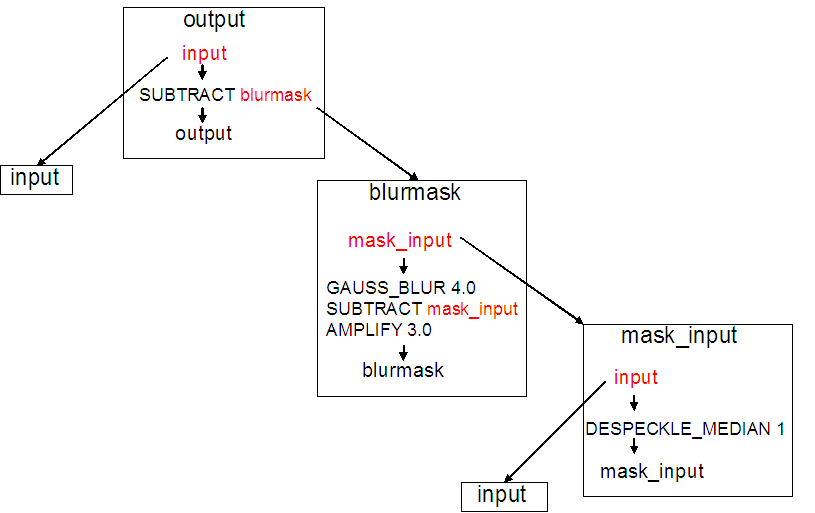 output
input
SUBTRACT blurmask
output
input
blurmask
mask_input
GAUSS_BLUR 4.0
SUBTRACT mask_input
AMPLIFY 3.0
blurmask
mask_input
input
DESPECKLE_MEDIAN 1
mask_input
input